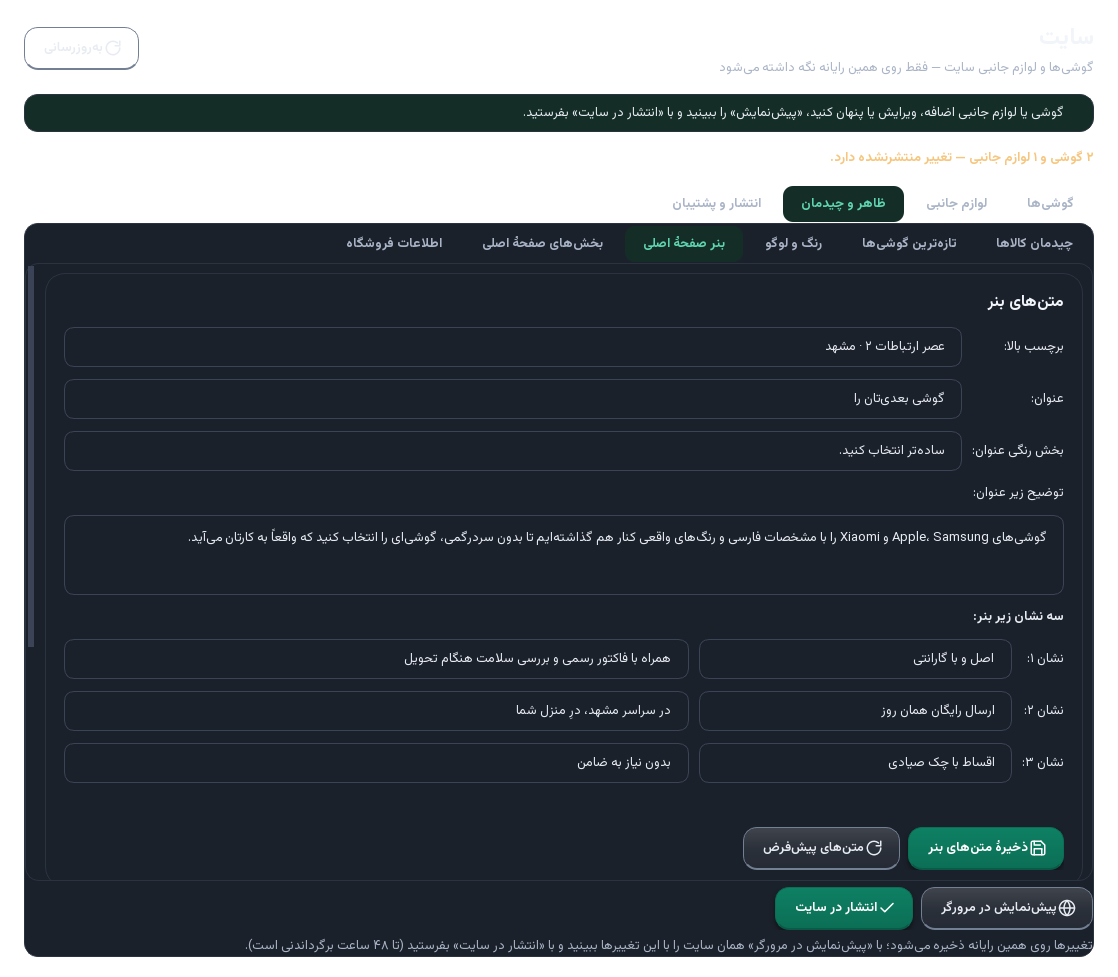 سایت
به‌روزرسانی
گوشی‌ها و لوازم جانبی سایت — فقط روی همین رایانه نگه داشته می‌شود
گوشی یا لوازم جانبی اضافه، ویرایش یا پنهان کنید، «پیش‌نمایش» را ببینید و با «انتشار در سایت» بفرستید.
۲ گوشی و ۱ لوازم جانبی — تغییر منتشرنشده دارد.
گوشی‌ها لوازم جانبی ظاهر و چیدمان انتشار و پشتیبان
چیدمان کالاها تازه‌ترین گوشی‌ها رنگ و لوگو بنر صفحهٔ اصلی بخش‌های صفحهٔ اصلی اطلاعات فروشگاه
متن‌های بنر
برچسب بالا: عصر ارتباطات ۲ · مشهد
عنوان: گوشی بعدی‌تان را
بخش رنگی عنوان: ساده‌تر انتخاب کنید.
توضیح زیر عنوان:
گوشی‌های Apple، Samsung و Xiaomi را با مشخصات فارسی و رنگ‌های واقعی کنار هم گذاشته‌ایم تا بدون سردرگمی، گوشی‌ای را انتخاب کنید که واقعاً به کارتان می‌آید.
سه نشان زیر بنر:
نشان ۱: اصل و با گارانتی همراه با فاکتور رسمی و بررسی سلامت هنگام تحویل
نشان ۲: ارسال رایگان همان روز در سراسر مشهد، درِ منزل شما
نشان ۳: اقساط با چک صیادی بدون نیاز به ضامن
ذخیرهٔ متن‌های بنر متن‌های پیش‌فرض
پیش‌نمایش در مرورگر انتشار در سایت
تغییرها روی همین رایانه ذخیره می‌شود؛ با «پیش‌نمایش در مرورگر» همان سایت را با این تغییرها ببینید و با «انتشار در سایت» بفرستید (تا ۴۸ ساعت برگرداندنی است).